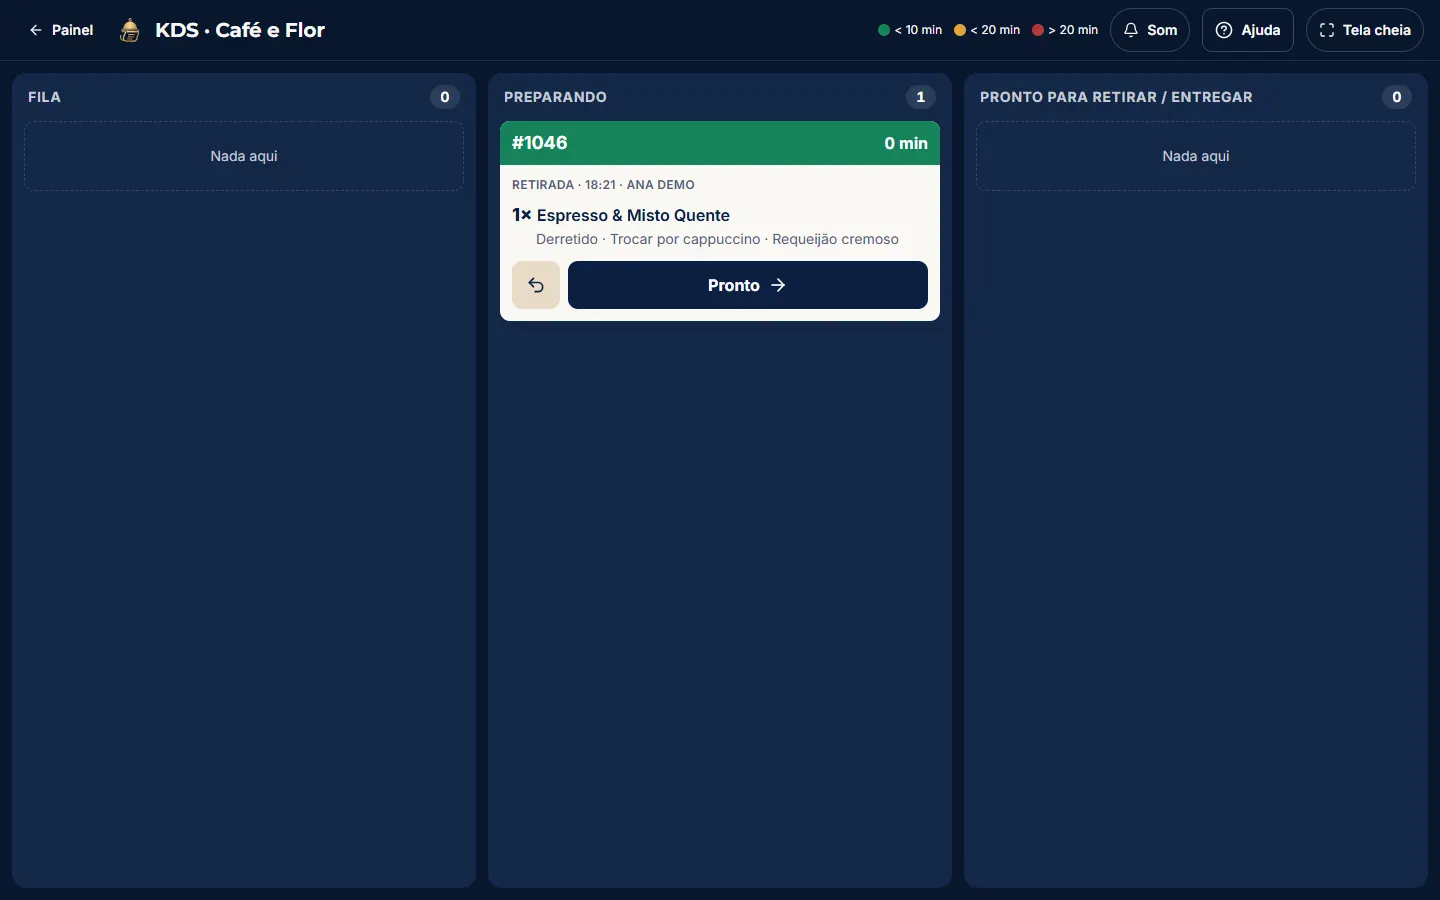 Painel
KDS · Café e Flor
< 10 min
< 20 min
> 20 min
Som
Ajuda
Tela cheia
FILA
0
Nada aqui
PREPARANDO
1
#1046
0 min
RETIRADA · 18:21 · ANA DEMO
1× Espresso & Misto Quente
Derretido · Trocar por cappuccino · Requeijão cremoso
Pronto
PRONTO PARA RETIRAR / ENTREGAR
0
Nada aqui